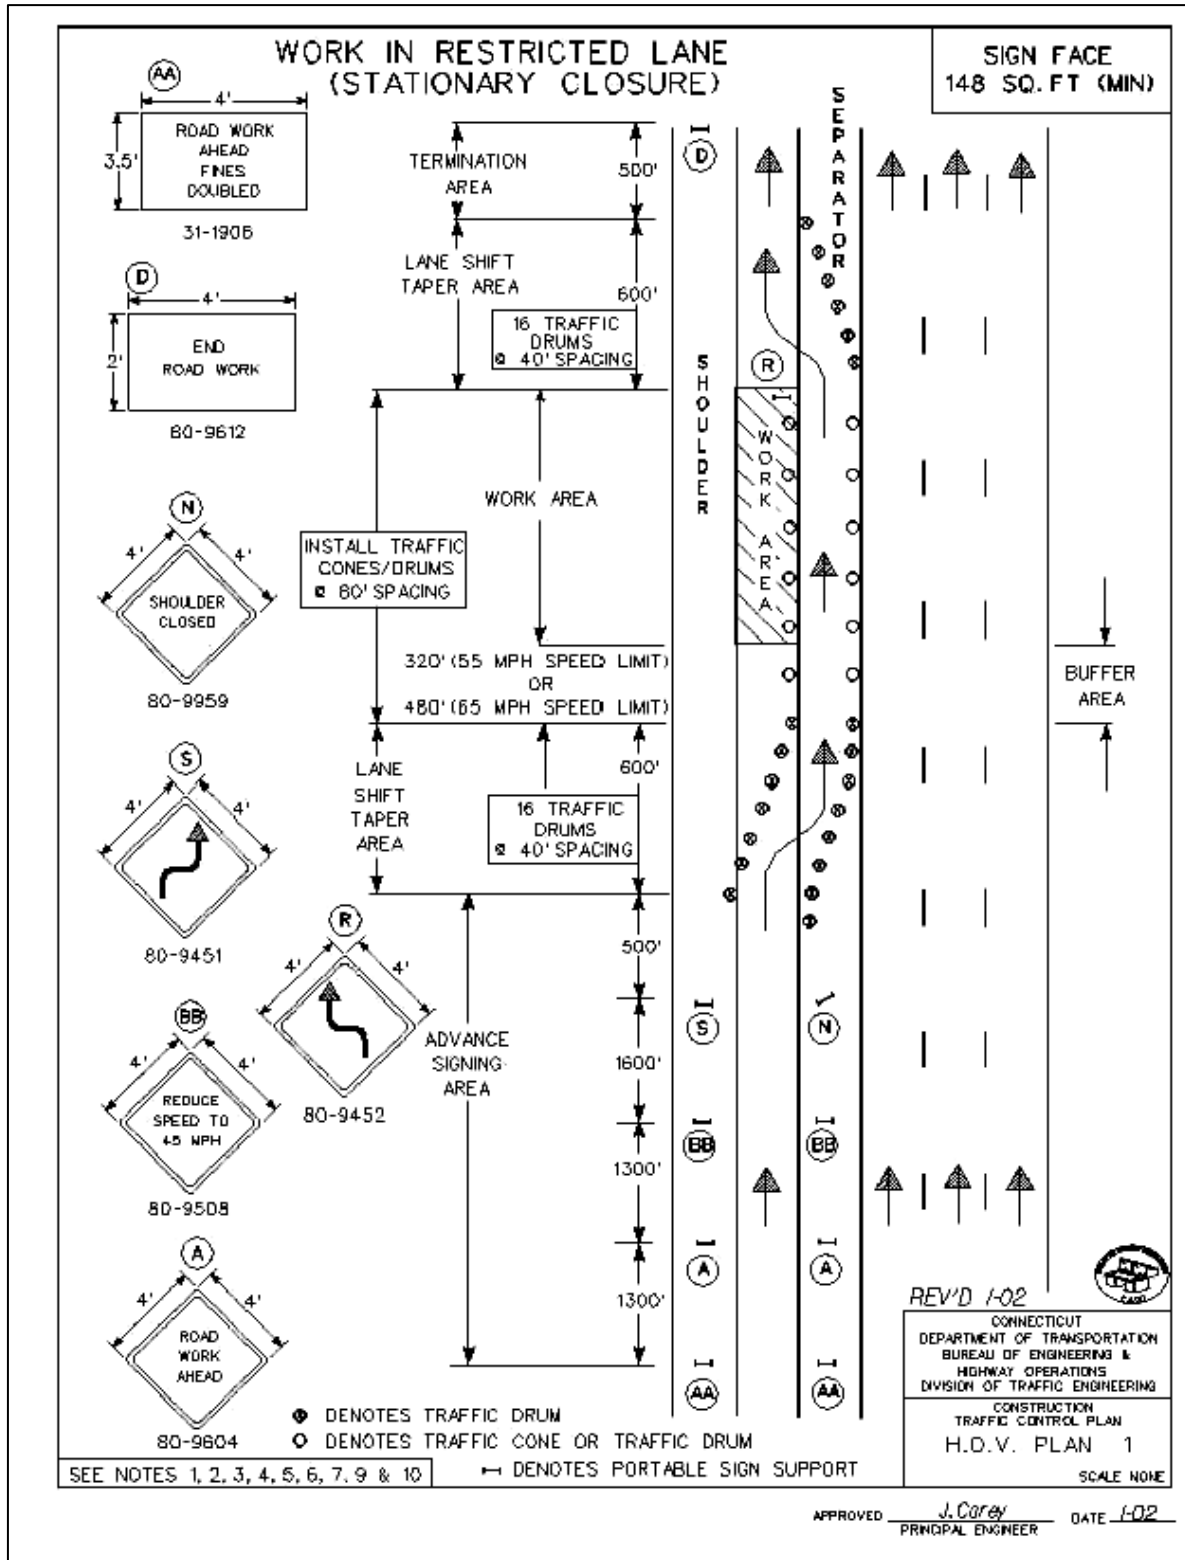 WORK IN RESTRICTED LANE
(STATIONARY CLOSURE)
SIGN FACE
148 SQ.FT (MIN)
AA
4'
3.5'
ROAD WORK
AHEAD
FINES
DOUBLED
31-1906
D
4'
2'
END
ROAD WORK
80-9612
N
4'
4'
SHOULDER
CLOSED
80-9959
S
4'
4'
80-9451
R
4'
4'
80-9452
BB
4'
4'
REDUCE
SPEED TO
45 MPH
80-9508
A
4'
4'
ROAD
WORK
AHEAD
80-9604
TERMINATION
AREA
500'
LANE SHIFT
TAPER AREA
600'
16 TRAFFIC
DRUMS
@ 40' SPACING
WORK AREA
INSTALL TRAFFIC
CONES/DRUMS
@ 80' SPACING
320' (55 MPH SPEED LIMIT)
OR
480' (65 MPH SPEED LIMIT)
LANE
SHIFT
TAPER
AREA
600'
16 TRAFFIC
DRUMS
@ 40' SPACING
ADVANCE
SIGNING
AREA
500'
1600'
1300'
1300'
D
SHOULDER
SEPARATOR
R
WORK AREA
BUFFER
AREA
S
N
BB
BB
A
A
AA
AA
DENOTES TRAFFIC DRUM
DENOTES TRAFFIC CONE OR TRAFFIC DRUM
DENOTES PORTABLE SIGN SUPPORT
SEE NOTES 1, 2, 3, 4, 5, 6, 7, 9 & 10
REV'D 1-02
CONNECTICUT
DEPARTMENT OF TRANSPORTATION
BUREAU OF ENGINEERING &
HIGHWAY OPERATIONS
DIVISION OF TRAFFIC ENGINEERING
CONSTRUCTION
TRAFFIC CONTROL PLAN
H.O.V. PLAN 1
SCALE NONE
APPROVED J. Carey DATE 1-02
PRINCIPAL ENGINEER